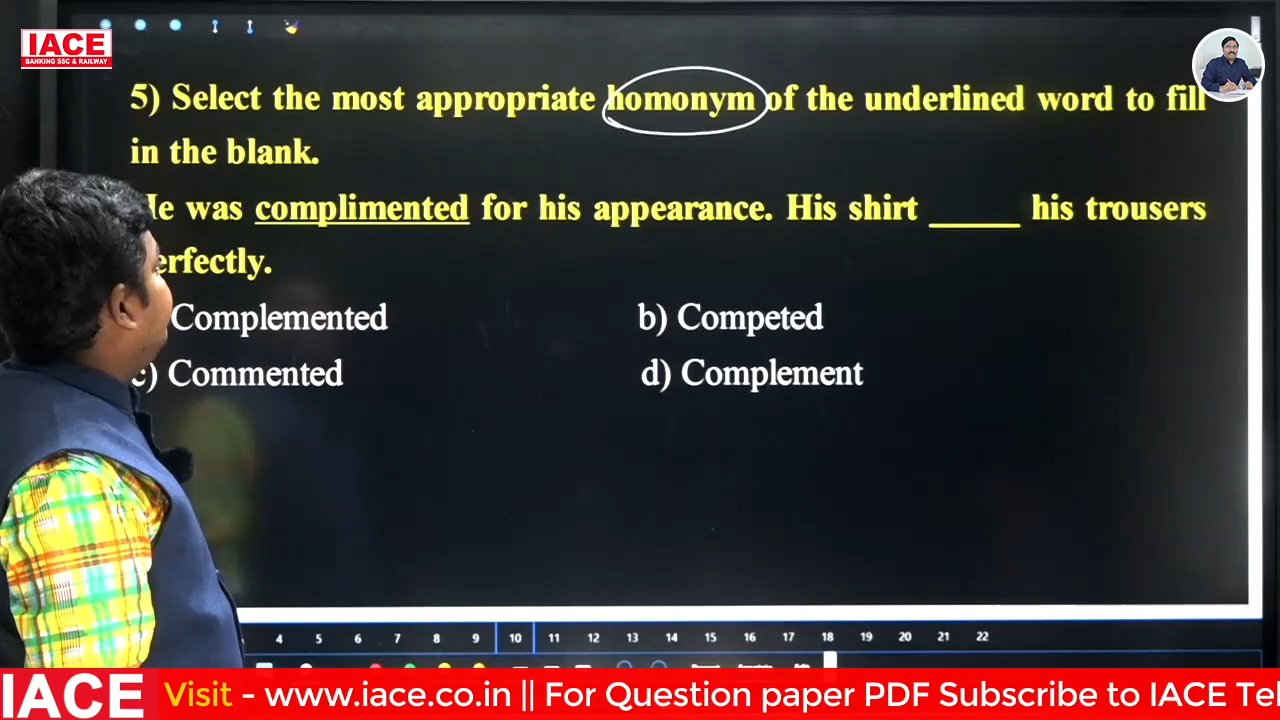 IACE
BANKING SSC & RAILWAY
5) Select the most appropriate homonym of the underlined word to fill
in the blank.
He was complimented for his appearance. His shirt _____ his trousers
erfectly.
Complemented b) Competed
c) Commented d) Complement
4 5 6 7 8 9 10 11 12 13 14 15 16 17 18 19 20 21 22
IACE Visit - www.iace.co.in || For Question paper PDF Subscribe to IACE Tel